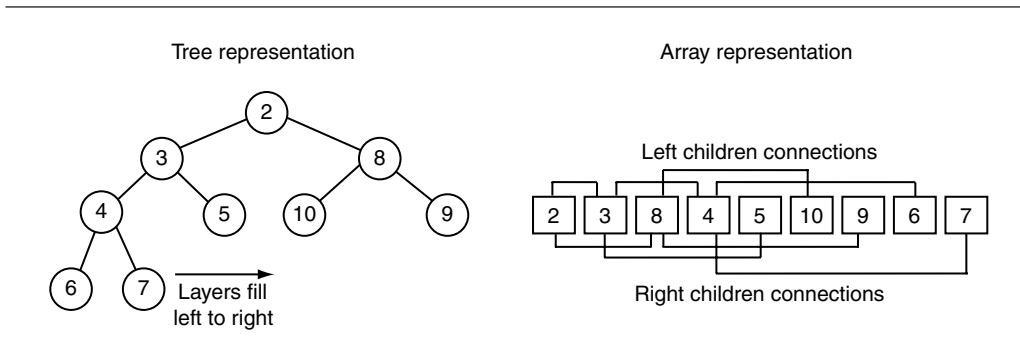 Tree representation
2
3
8
4
5
10
9
6
7
Layers fill
left to right
Array representation
Left children connections
2 3 8 4 5 10 9 6 7
Right children connections